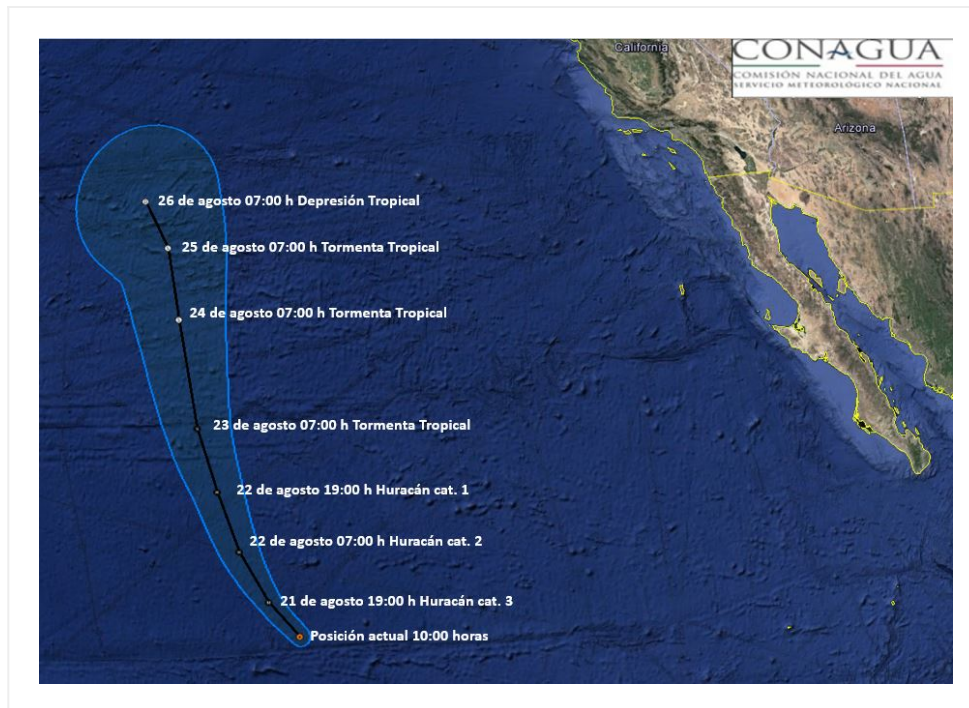 California
CONAGUA
COMISIÓN NACIONAL DEL AGUA
SERVICIO METEOROLÓGICO NACIONAL
Arizona
26 de agosto 07:00 h Depresión Tropical
25 de agosto 07:00 h Tormenta Tropical
24 de agosto 07:00 h Tormenta Tropical
23 de agosto 07:00 h Tormenta Tropical
22 de agosto 19:00 h Huracán cat. 1
22 de agosto 07:00 h Huracán cat. 2
21 de agosto 19:00 h Huracán cat. 3
Posición actual 10:00 horas